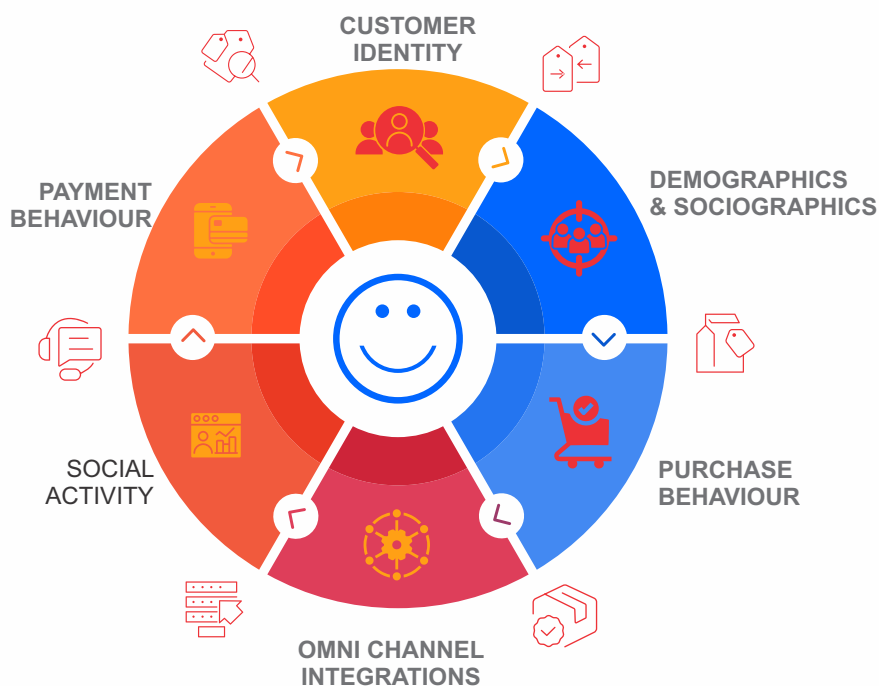 CUSTOMER
IDENTITY
DEMOGRAPHICS
& SOCIOGRAPHICS
PURCHASE
BEHAVIOUR
OMNI CHANNEL
INTEGRATIONS
SOCIAL
ACTIVITY
PAYMENT
BEHAVIOUR